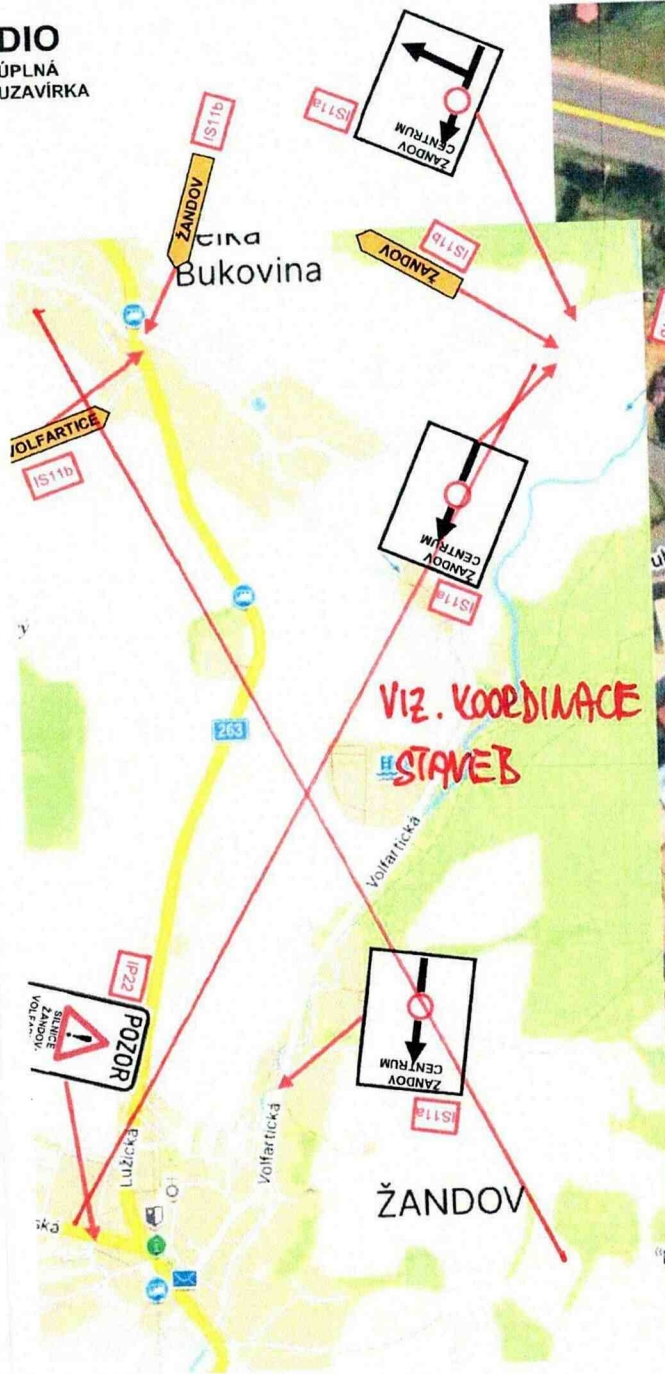 DIO
ÚPLNÁ
UZAVÍRKA
IS11b
ŽANDOV
IS11a
ŽANDOV
CENTRUM
IS11b
ŽANDOV
Bukovina
VOLFARTICE
IS11b
ŽANDOV
CENTRUM
IS11a
263
VIZ. KOORDINACE
STAVEB
Volfartická
IP22
POZOR
SILNICE
ŽANDOV,
ŽANDOV
CENTRUM
IS11a
Lužická
Volfartická
ŽANDOV
ská